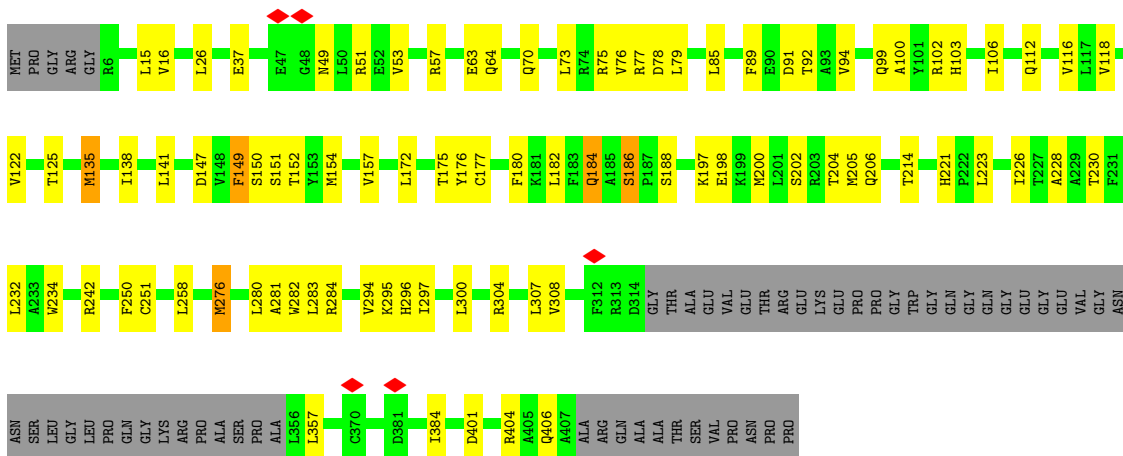 MET PRO GLY ARG GLY R6 L15 V16 L26 E37 E47 G48 N49 L50 R51 E52 V53 R57 E63 Q64 Q70 L73 R74 R75 V76 R77 D78 L79 L85 F89 E90 D91 T92 A93 V94 Q99 A100 Y101 R102 H103 I106 Q112 V116 L117 V118
V122 T125 M135 I138 L141 D147 V148 F149 S150 S151 T152 Y153 M154 V157 L172 T175 Y176 C177 F180 K181 L182 F183 Q184 A185 S186 P187 S188 K197 E198 K199 M200 L201 S202 R203 T204 M205 Q206 T214 H221 P222 L223 I226 T227 A228 A229 T230 F231
L232 A233 W234 R242 F250 C251 L258 M276 L280 A281 W282 L283 R284 V294 K295 H296 I297 L300 R304 L307 V308 F312 R313 D314 GLY THR ALA GLU VAL GLU THR ARG GLU LYS GLU PRO PRO GLY TRP GLY GLN GLY GLN GLY GLU GLY GLU VAL GLY ASN
ASN SER LEU GLY LEU PRO GLN GLY LYS ARG PRO ALA SER PRO ALA L356 L357 C370 D381 I384 D401 R404 A405 Q406 A407 ALA ARG GLN ALA ALA THR SER VAL PRO ASN PRO PRO